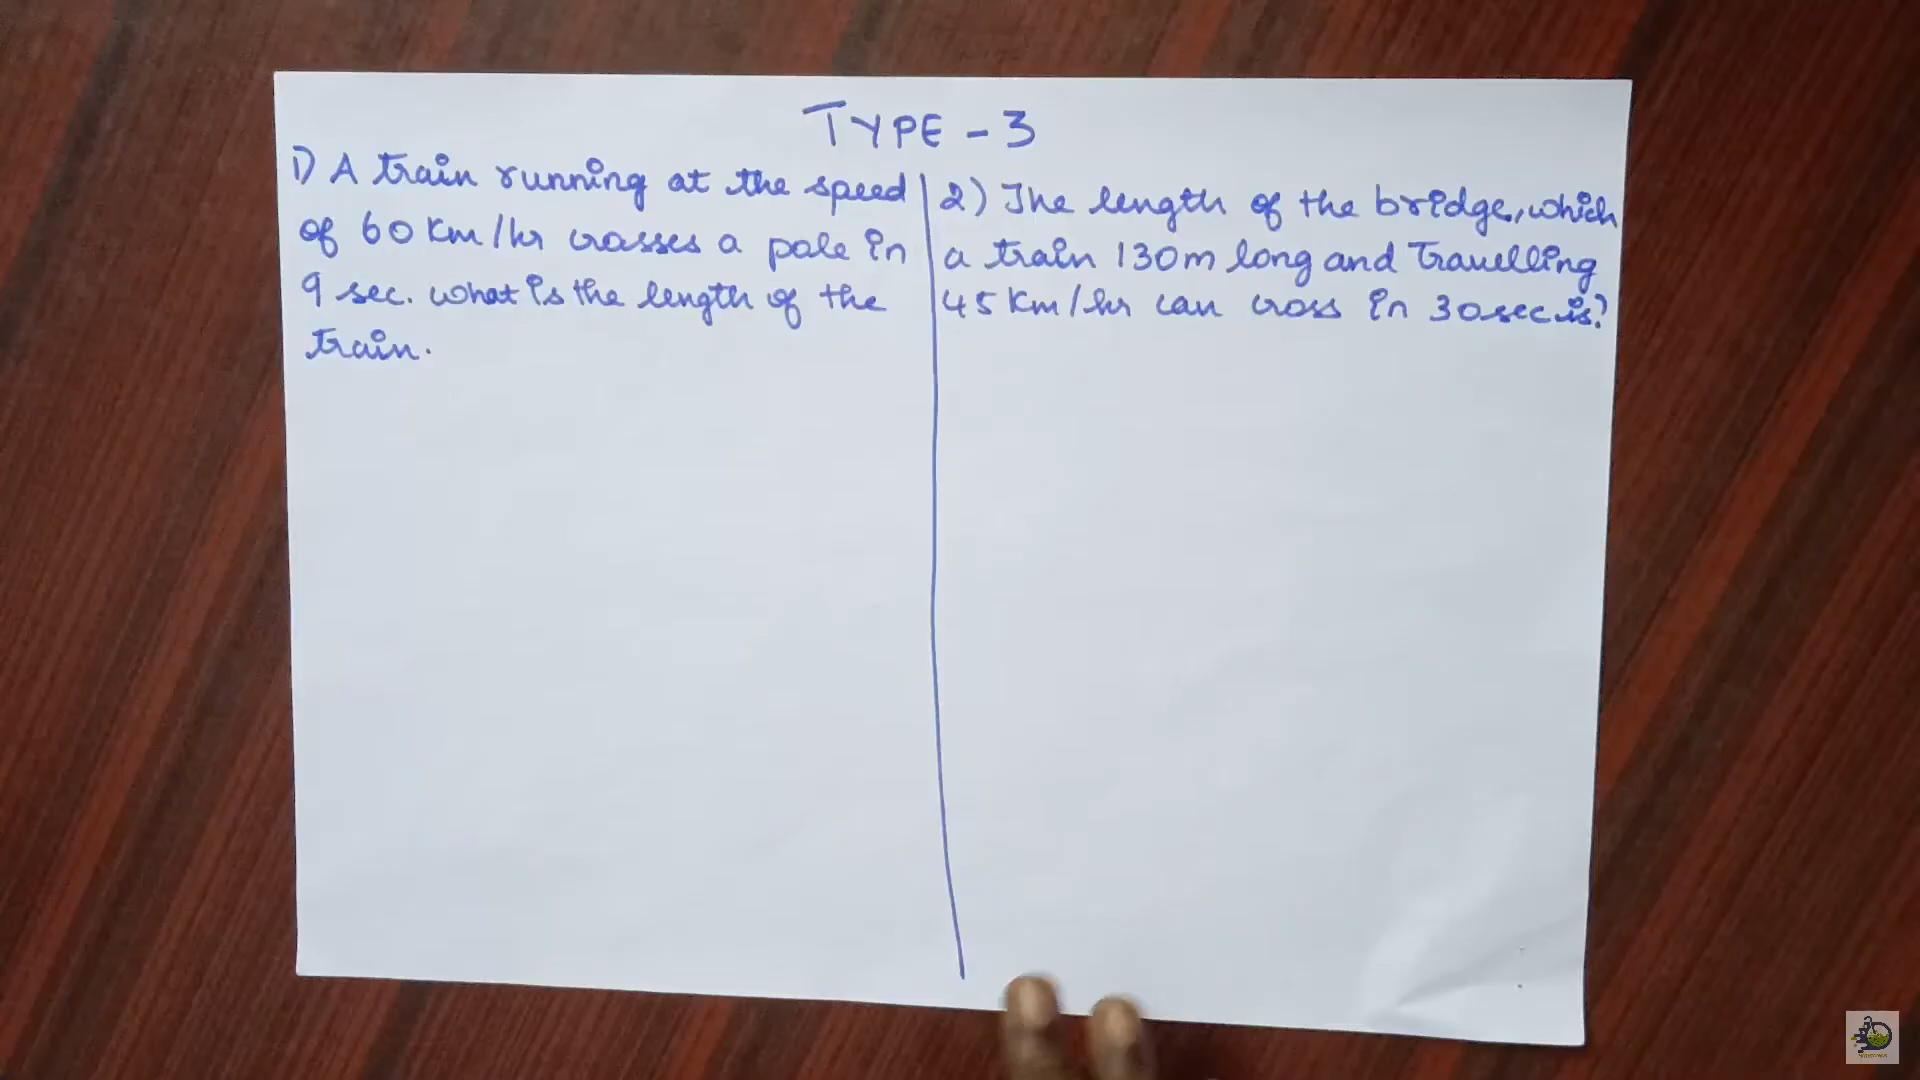 TYPE - 3
1) A train running at the speed
of 60 Km/hr crosses a pole in
9 sec. what is the length of the
train.
2) The length of the bridge, which
a train 130m long and Travelling
45 Km/hr can cross in 30sec is?